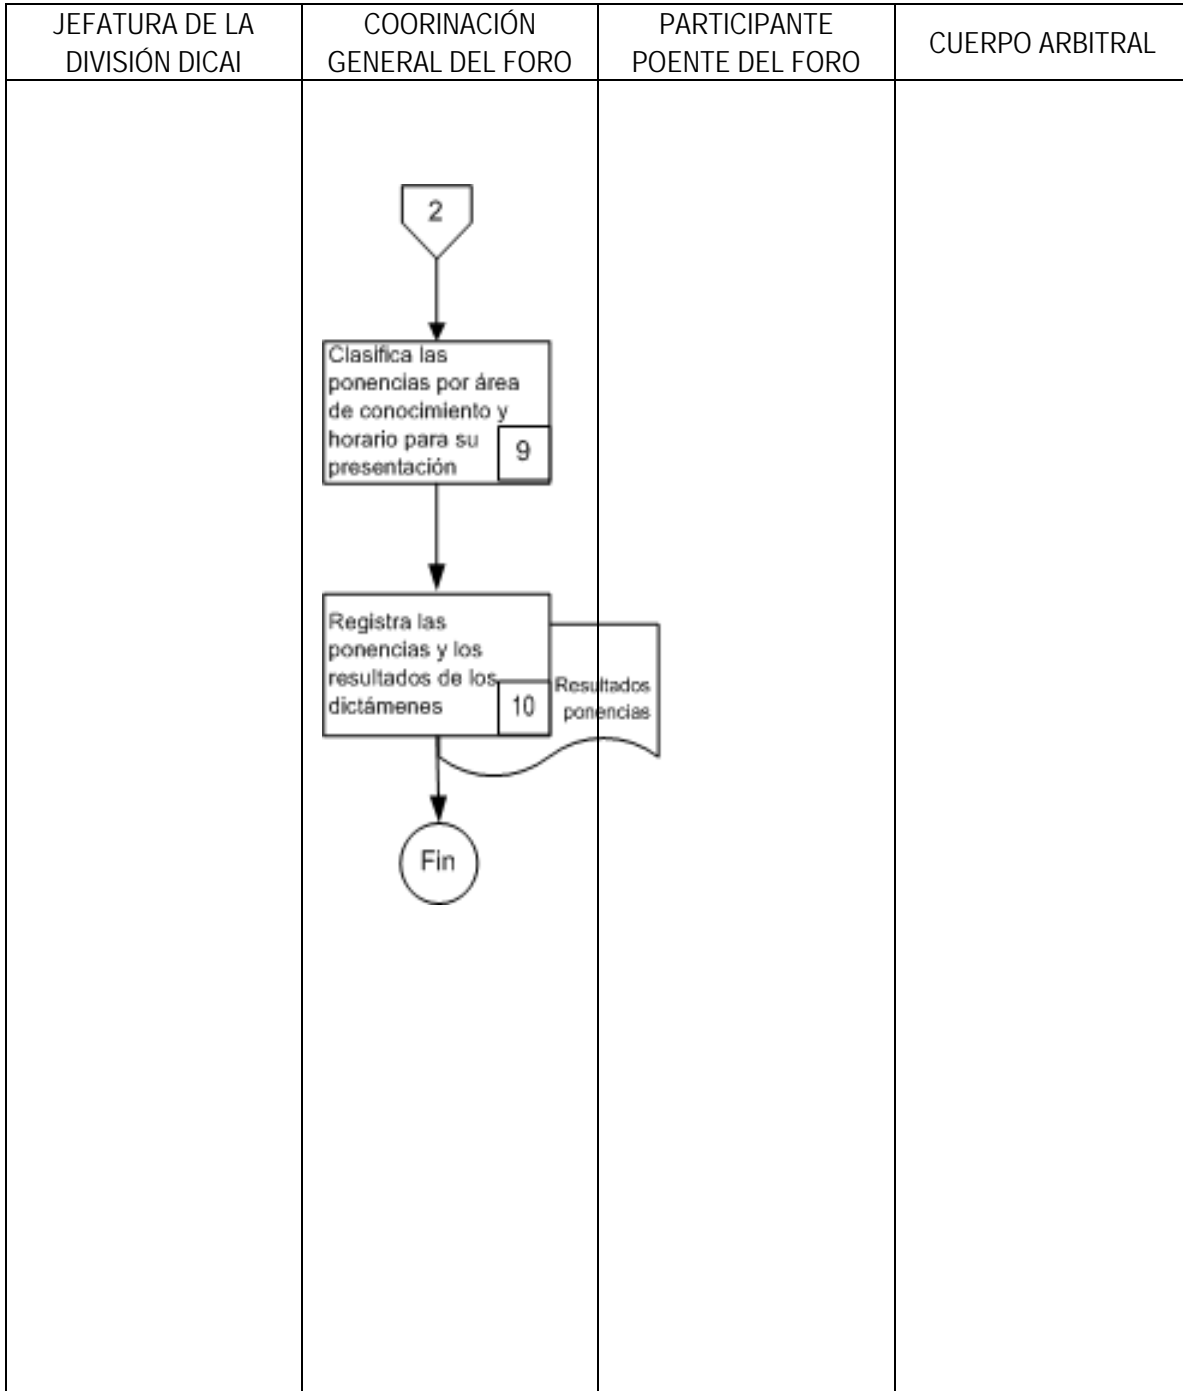 JEFATURA DE LA
DIVISIÓN DICAI
COORINACIÓN
GENERAL DEL FORO
PARTICIPANTE
POENTE DEL FORO
CUERPO ARBITRAL
2
Clasifica las
ponencias por área
de conocimiento y
horario para su
presentación
9
Registra las
ponencias y los
resultados de los
dictámenes
10
Resultados
ponencias
Fin